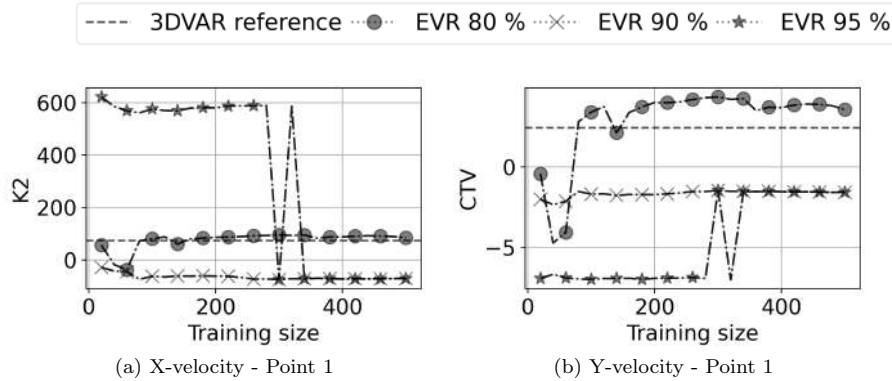 3DVAR reference EVR 80 % EVR 90 % EVR 95 %
600
400
200
0
K2
0 200 400
Training size
(a) X-velocity - Point 1
0
−5
CTV
0 200 400
Training size
(b) Y-velocity - Point 1